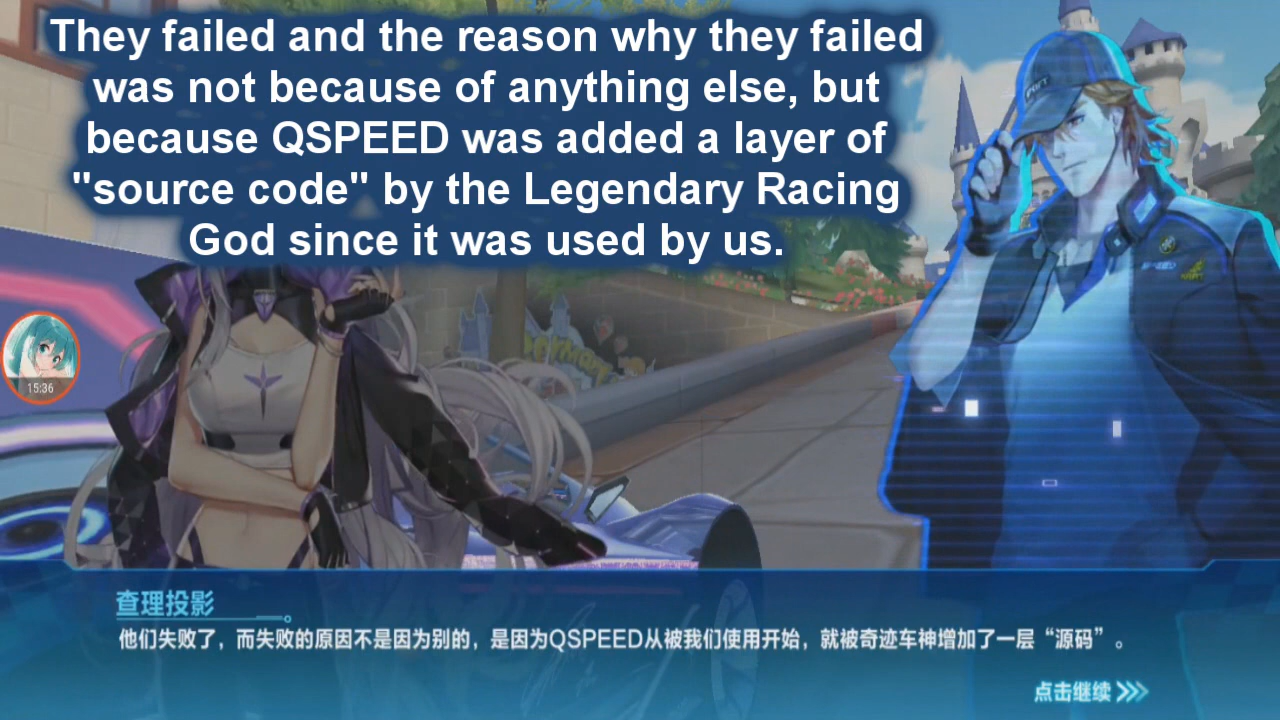 They failed and the reason why they failed
was not because of anything else, but
because QSPEED was added a layer of
"source code" by the Legendary Racing
God since it was used by us.
15:36
查理投影
他们失败了，而失败的原因不是因为别的，是因为QSPEED从被我们使用开始，就被奇迹车神增加了一层“源码”。
点击继续